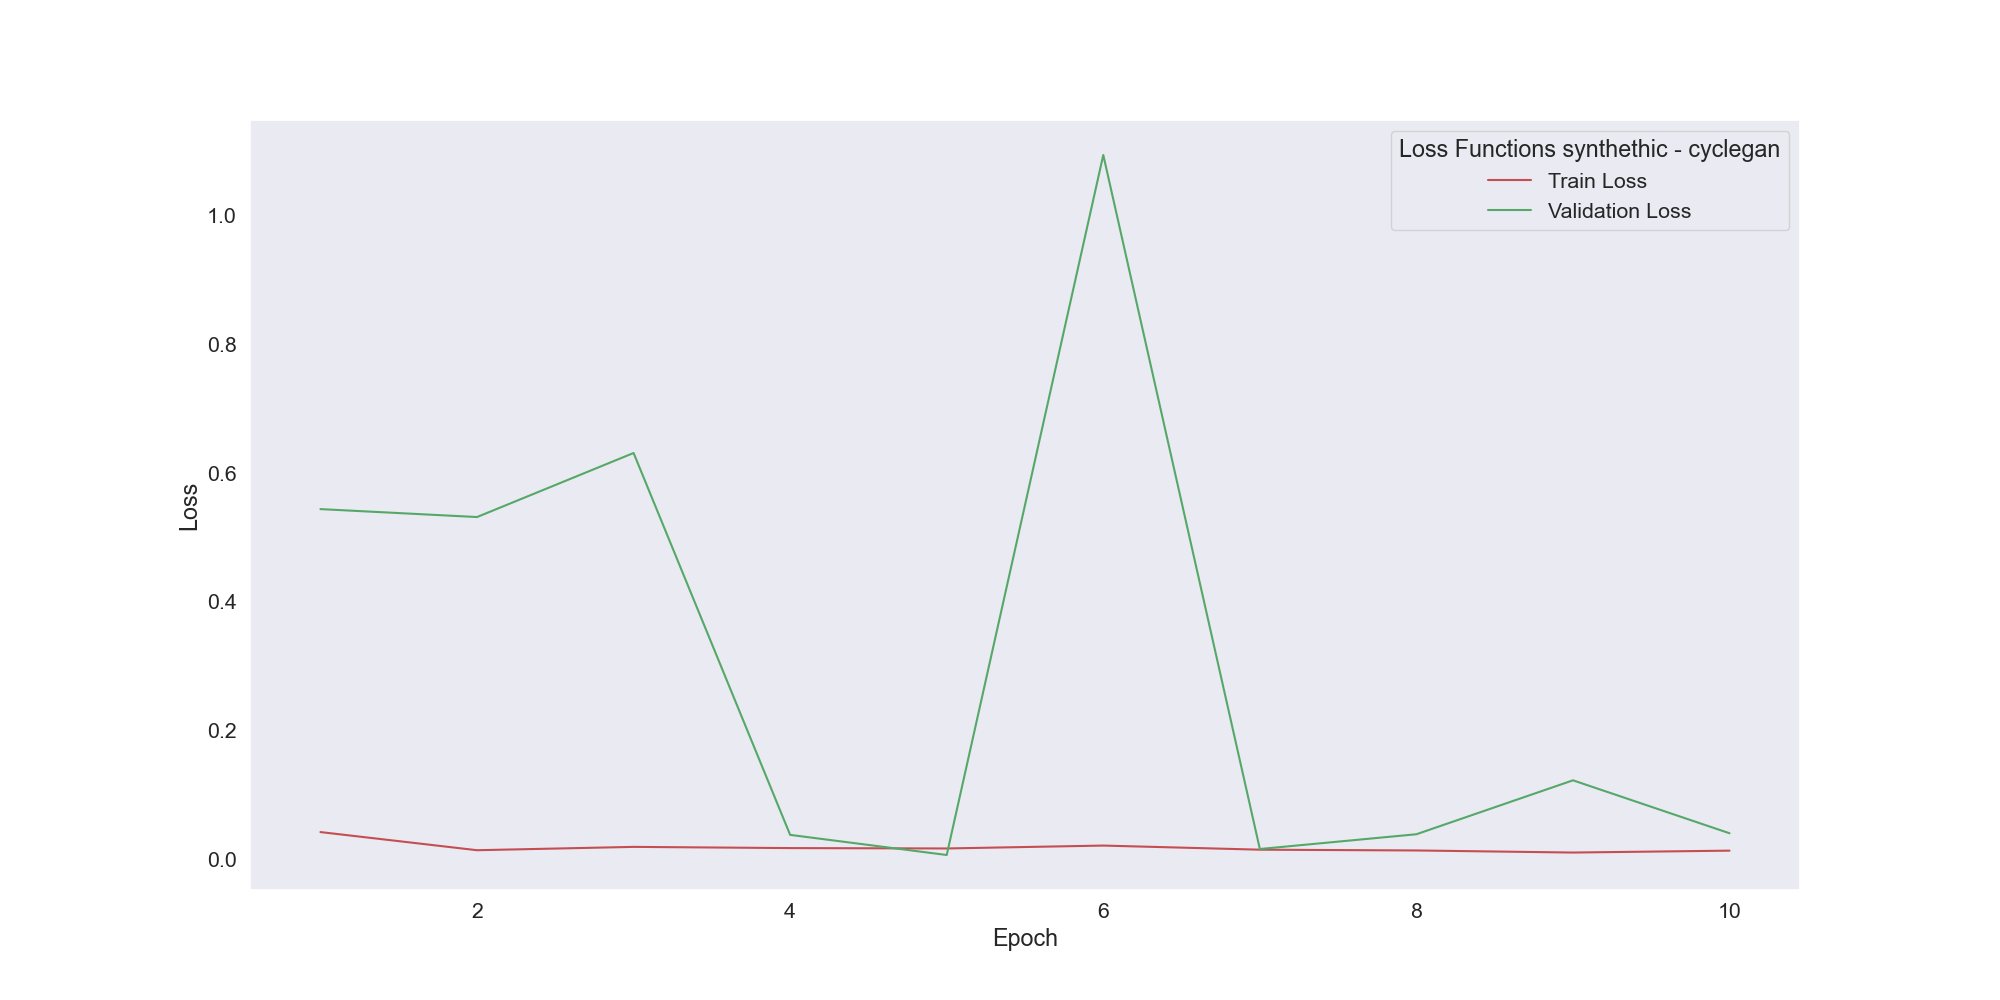 Loss Functions synthethic - cyclegan
Train Loss
Validation Loss
1.0
0.8
0.6
0.4
0.2
0.0
Loss
2 4 6 8 10
Epoch